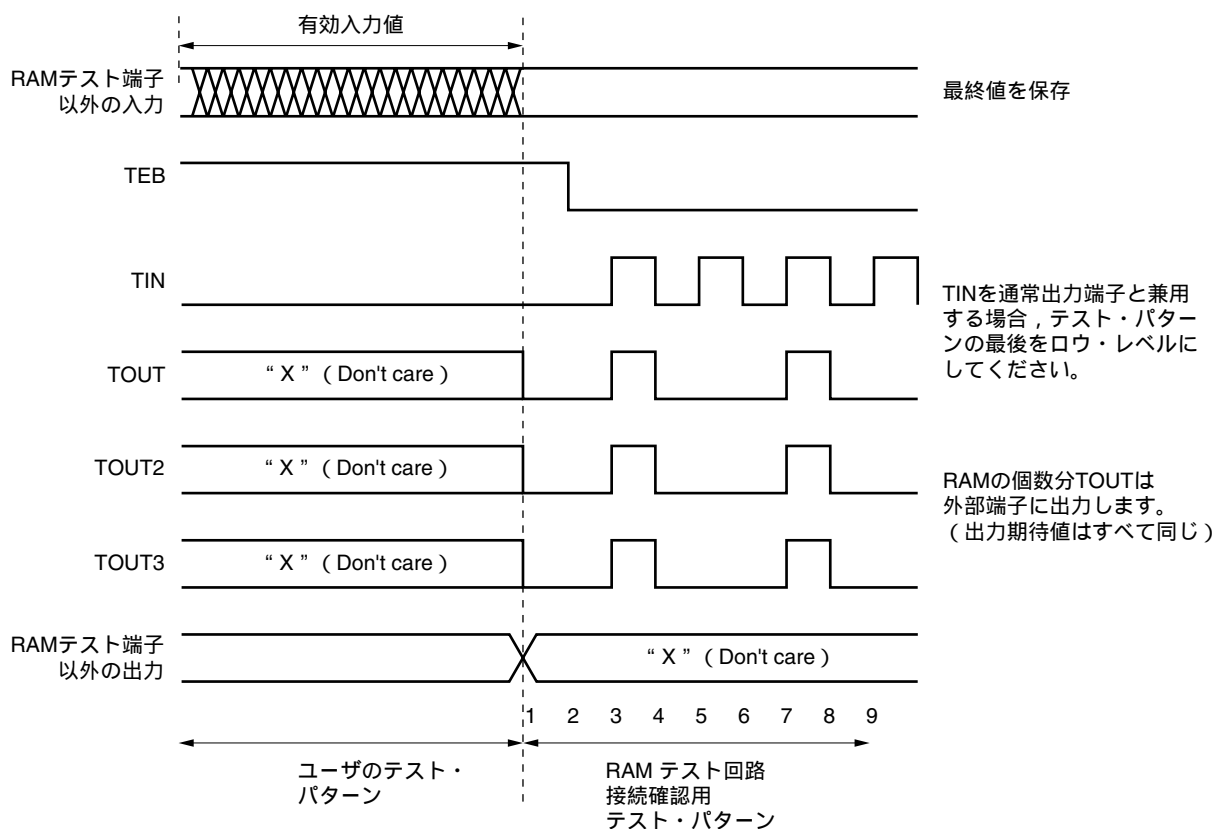 有効入力値
RAMテスト端子
以外の入力
最終値を保存
TEB
TIN
TINを通常出力端子と兼用
する場合，テスト・パター
ンの最後をロウ・レベルに
してください。
TOUT
“ X ” ( Don't care )
TOUT2
“ X ” ( Don't care )
RAMの個数分TOUTは
外部端子に出力します。
( 出力期待値はすべて同じ )
TOUT3
“ X ” ( Don't care )
RAMテスト端子
以外の出力
“ X ” ( Don't care )
1 2 3 4 5 6 7 8 9
ユーザのテスト・
パターン
RAM テスト回路
接続確認用
テスト・パターン